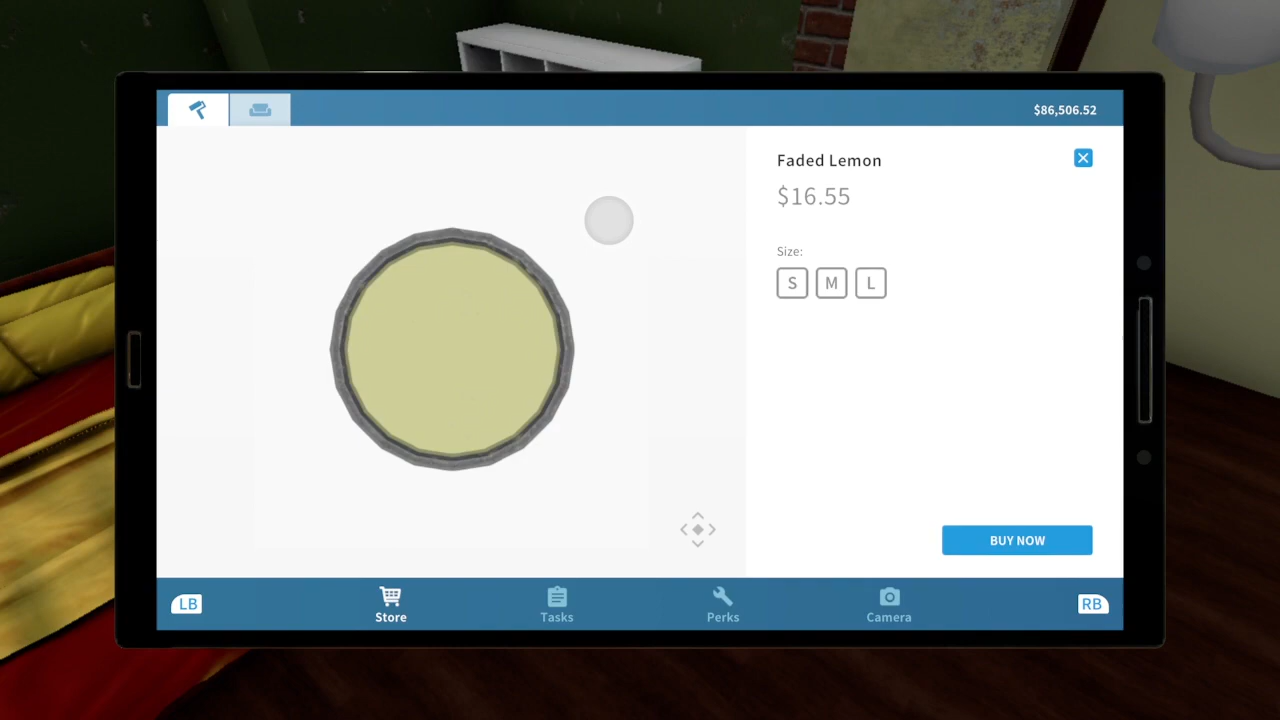 $86,506.52
Faded Lemon
$16.55
Size:
S M L
BUY NOW
LB
Store
Tasks
Perks
Camera
RB